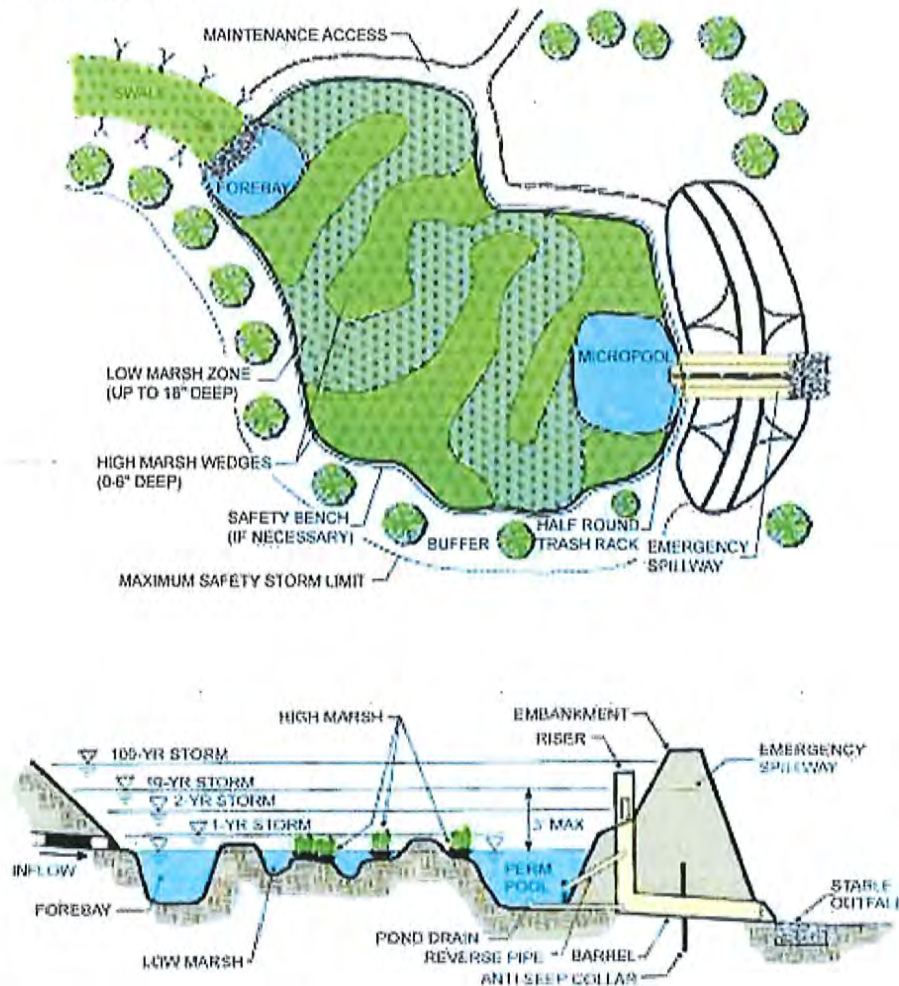 MAINTENANCE ACCESS
SWALE
FOREBAY
MICROPOOL
LOW MARSH ZONE
(UP TO 18" DEEP)
HIGH MARSH WEDGES
(0-6" DEEP)
SAFETY BENCH
(IF NECESSARY)
BUFFER
HALF ROUND
TRASH RACK
EMERGENCY
SPILLWAY
MAXIMUM SAFETY STORM LIMIT
HIGH MARSH
EMBANKMENT
RISER
EMERGENCY
SPILLWAY
100-YR STORM
10-YR STORM
2-YR STORM
1-YR STORM
MAX
INFLOW
PERM
POOL
FOREBAY
STABLE
OUTFALL
LOW MARSH
POND DRAIN
REVERSE PIPE
BARREL
ANTI-SEEP COLLAR